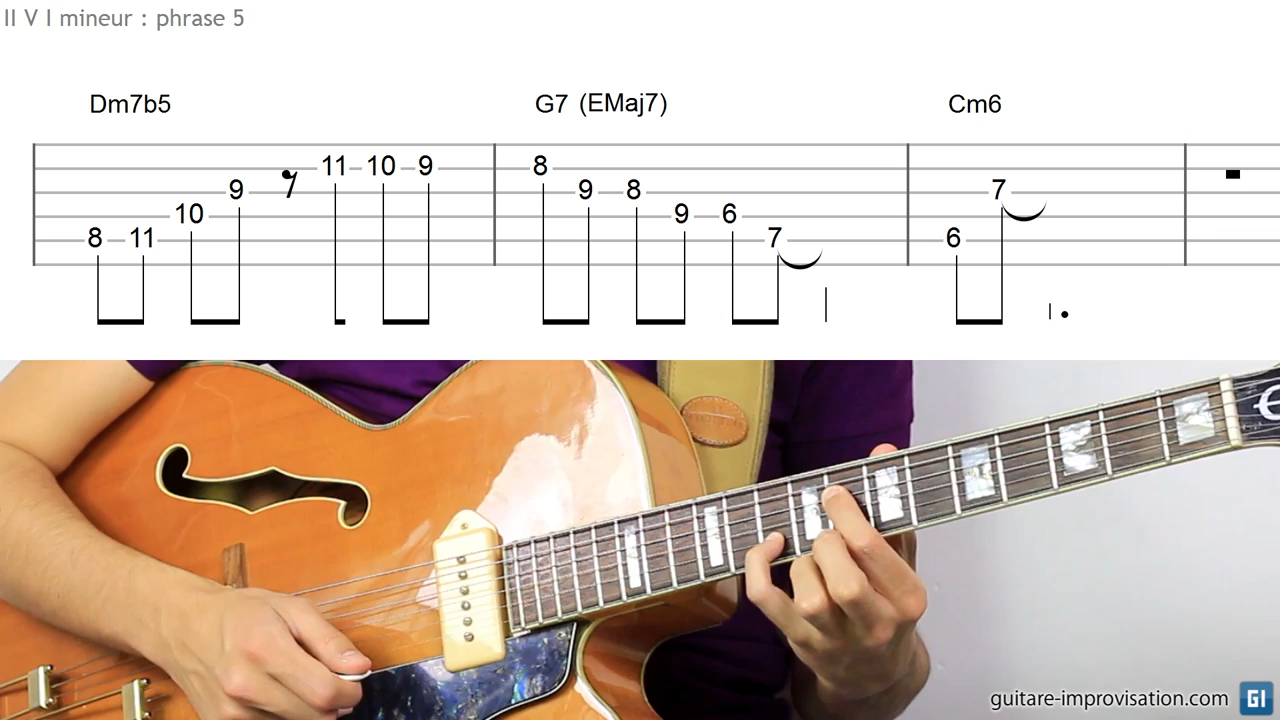 II V I mineur : phrase 5
Dm7b5 G7 (EMaj7) Cm6
11 10 9 8
9 9 8 7
10 9 6
8 11 7 6
guitare-improvisation.com GI